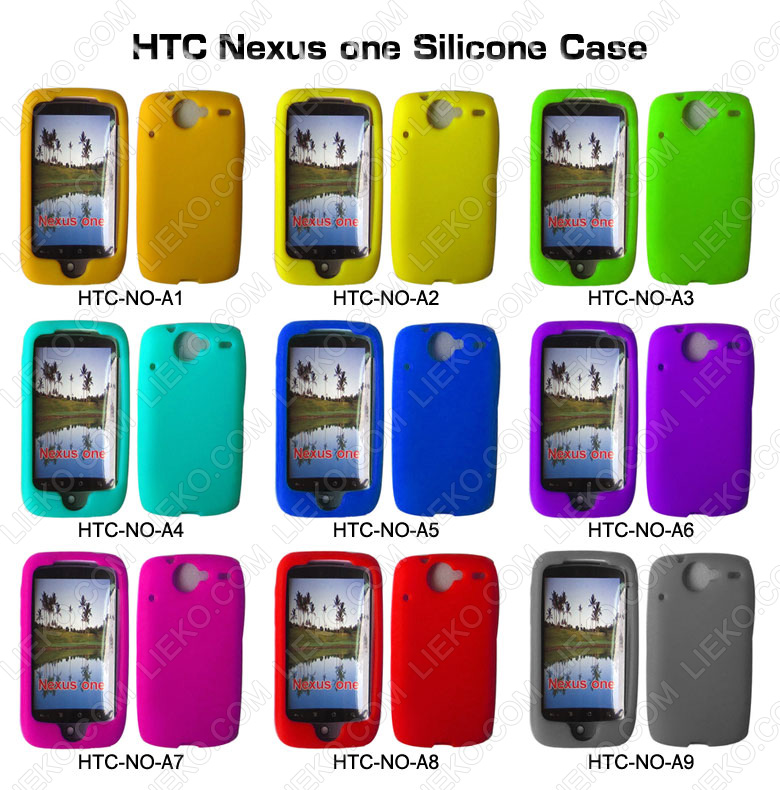 HTC Nexus one Silicone Case
Nexus one
Nexus one
Nexus one
HTC-NO-A1
HTC-NO-A2
HTC-NO-A3
Nexus one
Nexus one
Nexus one
HTC-NO-A4
HTC-NO-A5
HTC-NO-A6
Nexus one
Nexus one
Nexus one
HTC-NO-A7
HTC-NO-A8
HTC-NO-A9
LIEKO.COM